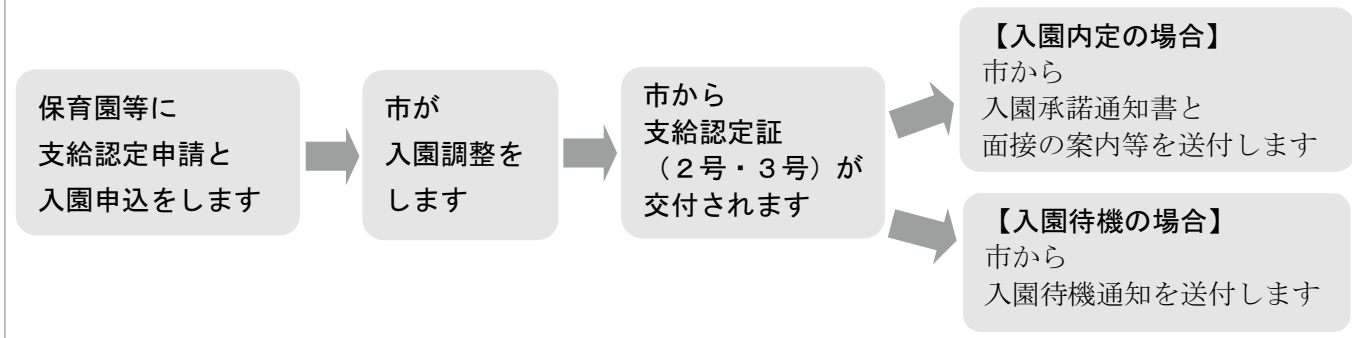 保育園等に
支給認定申請と
入園申込をします
市が
入園調整を
します
市から
支給認定証
（２号・３号）が
交付されます
【入園内定の場合】
市から
入園承諾通知書と
面接の案内等を送付します
【入園待機の場合】
市から
入園待機通知を送付します